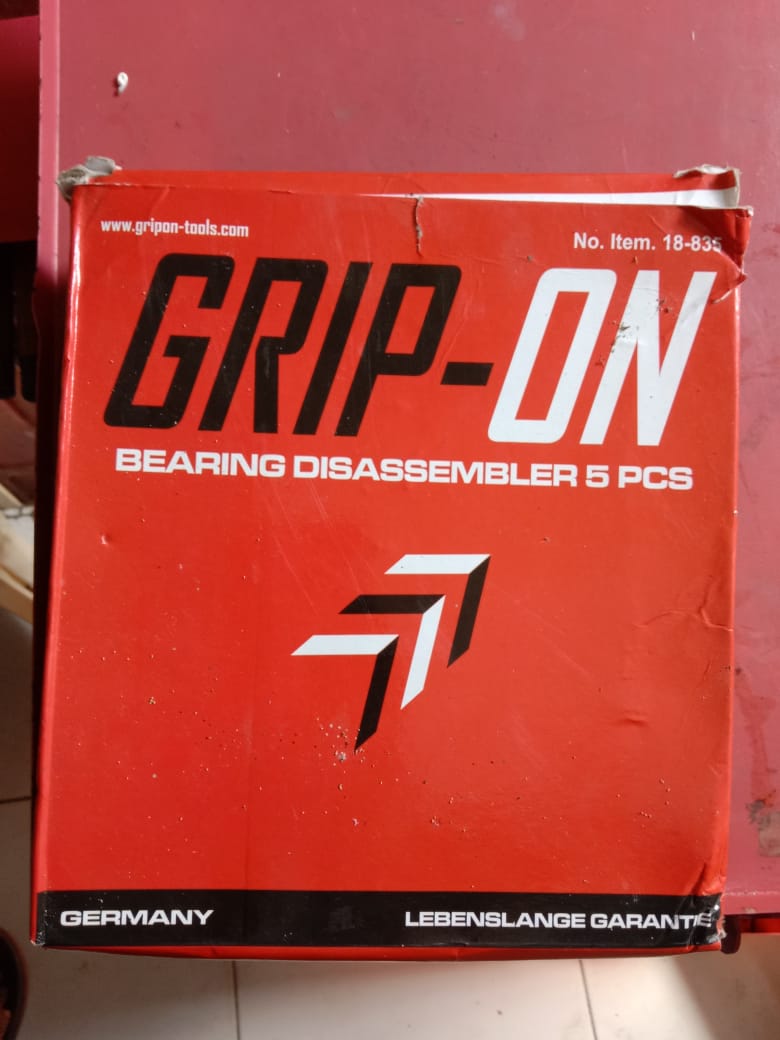 www.gripon-tools.com
No. Item. 18-835
GRIP-ON
BEARING DISASSEMBLER 5 PCS
GERMANY
LEBENSLANGE GARANTIE